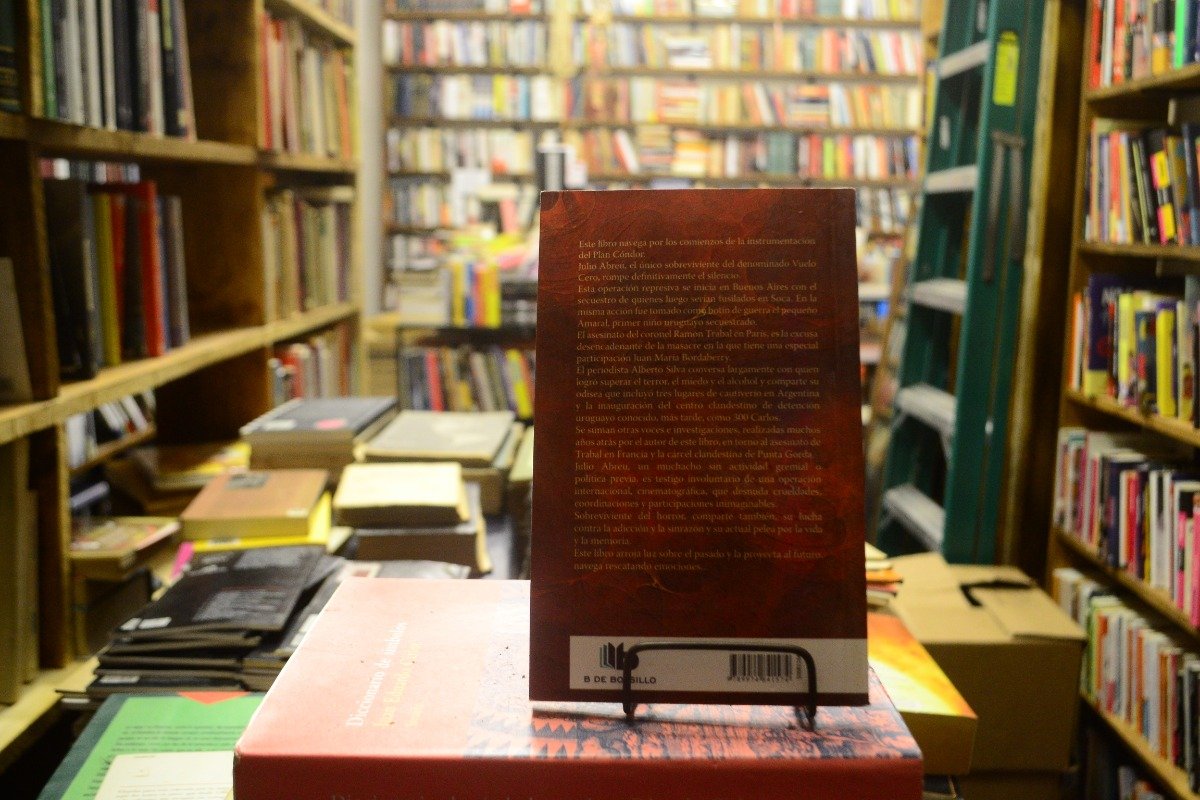 Este libro navega por los comienzos de la instrumentación
del Plan Cóndor.
Julio Abreu, el único sobreviviente del denominado Vuelo
Cero, rompe definitivamente el silencio.
Esta operación represiva se inicia en Buenos Aires con el
secuestro de quienes luego serían fusilados en Soca. En la
misma acción fue tomado como botín de guerra el pequeño
Amaral, primer niño uruguayo secuestrado.
El asesinato del coronel Ramón Trabal en París, es la excusa
desencadenante de la masacre en la que tiene una especial
participación Juan María Bordaberry.
El periodista Alberto Silva conversa largamente con quien
logró superar el terror, el miedo y el alcohol y comparte su
odisea que incluyó tres lugares de cautiverio en Argentina
y la inauguración del centro clandestino de detención
uruguayo conocido, más tarde, como 300 Carlos.
Se suman otras voces e investigaciones, realizadas muchos
años atrás por el autor de este libro, en torno al asesinato de
Trabal en Francia y la cárcel clandestina de Punta Gorda.
Julio Abreu, un muchacho sin actividad gremial o
política previa, es testigo involuntario de una operación
internacional, cinematográfica, que desnuda crueldades,
coordinaciones y participaciones inimaginables.
Sobreviviente del horror, comparte también, su lucha
contra la adicción y la sinrazón y su actual pelea por la vida
y la memoria.
Este libro arroja luz sobre el pasado y la proyecta al futuro,
navega rescatando emociones.
B DE BOLSILLO
Diccionario de